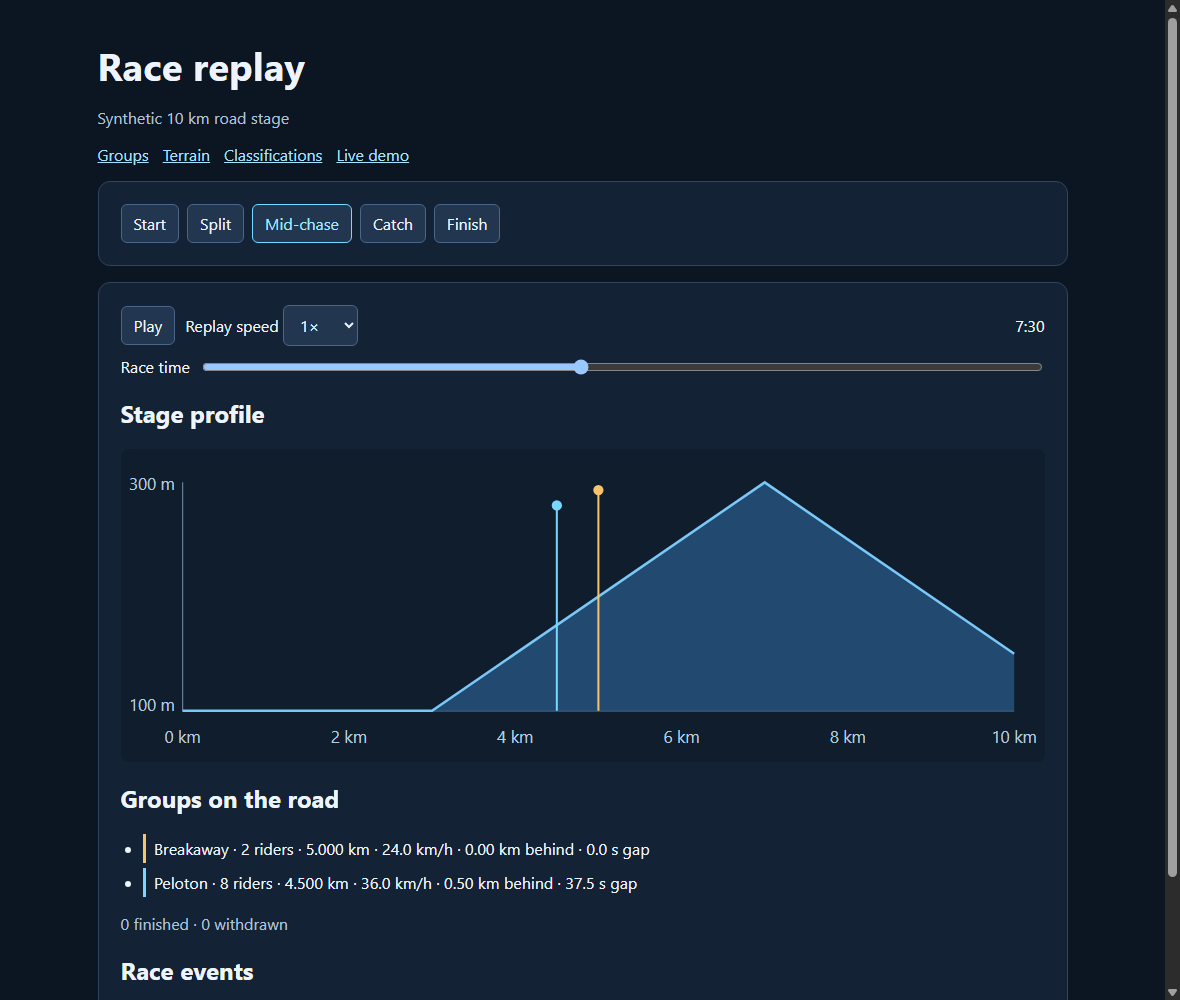 Race replay
Synthetic 10 km road stage
Groups Terrain Classifications Live demo
Start Split Mid-chase Catch Finish
Play Replay speed 1× 7:30
Race time
Stage profile
300 m
100 m
0 km 2 km 4 km 6 km 8 km 10 km
Groups on the road
Breakaway · 2 riders · 5.000 km · 24.0 km/h · 0.00 km behind · 0.0 s gap
Peloton · 8 riders · 4.500 km · 36.0 km/h · 0.50 km behind · 37.5 s gap
0 finished · 0 withdrawn
Race events